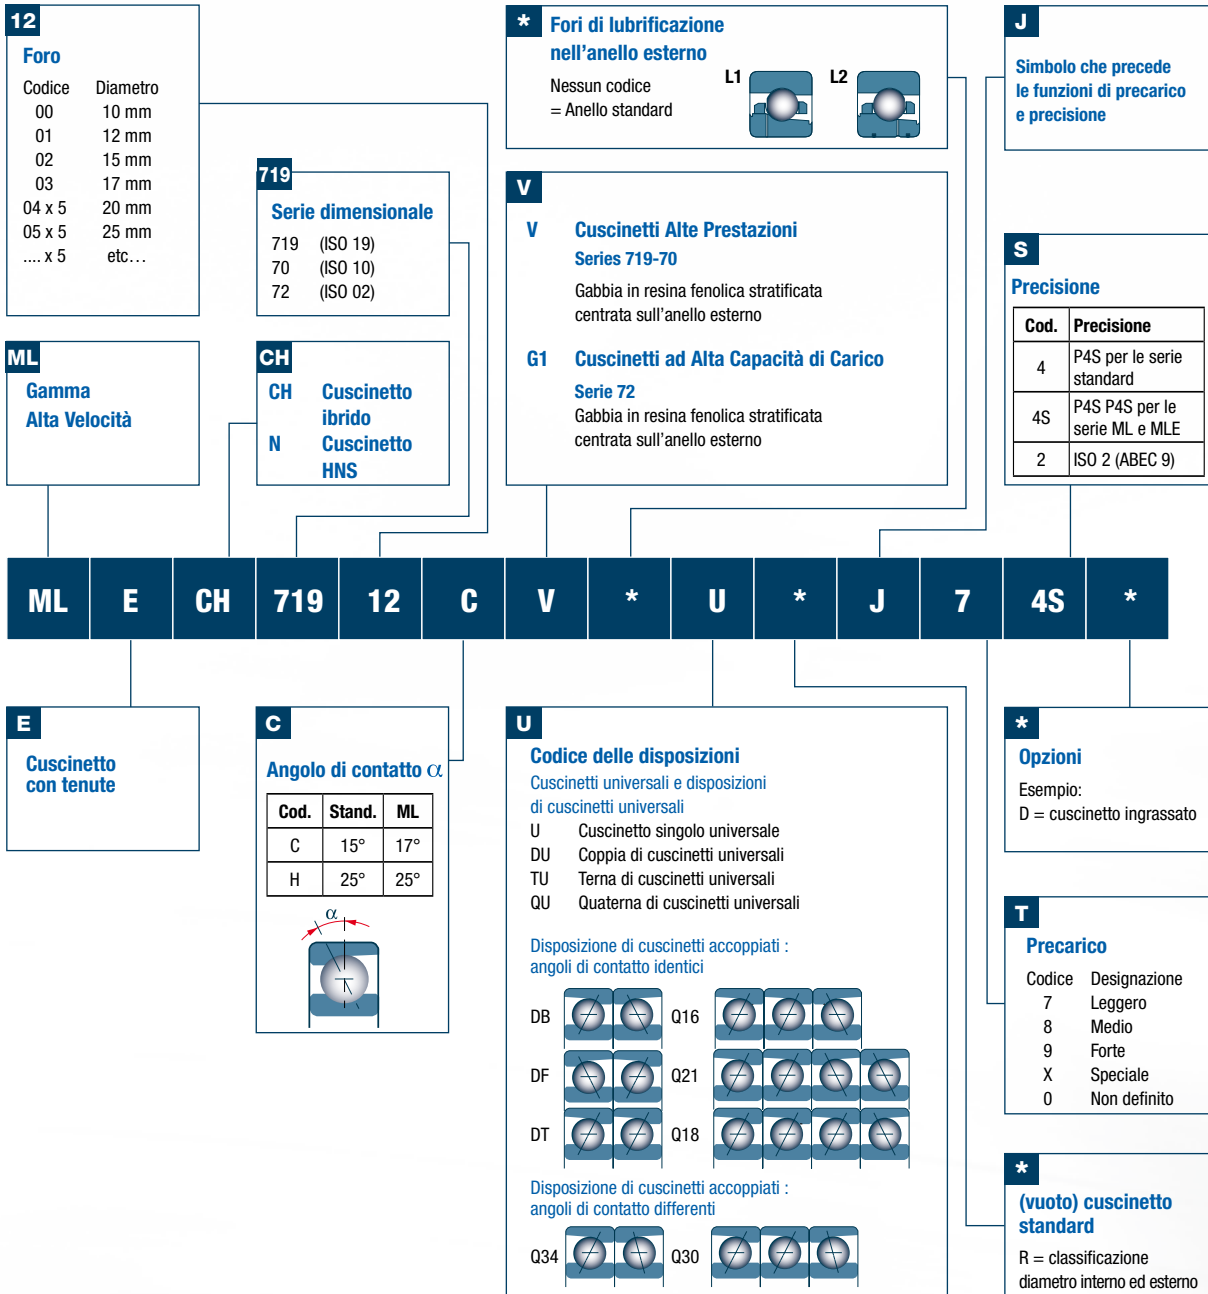 12
Foro
Codice Diametro
00 10 mm
01 12 mm
02 15 mm
03 17 mm
04 x 5 20 mm
05 x 5 25 mm
.... x 5 etc…
719
Serie dimensionale
719 (ISO 19)
70 (ISO 10)
72 (ISO 02)
*
Fori di lubrificazione
nell'anello esterno
Nessun codice
= Anello standard
L1 L2
J
Simbolo che precede
le funzioni di precarico
e precisione
ML
Gamma
Alta Velocità
CH
CH Cuscinetto
ibrido
N Cuscinetto
HNS
V
V Cuscinetti Alte Prestazioni
Series 719-70
Gabbia in resina fenolica stratificata
centrata sull'anello esterno
G1 Cuscinetti ad Alta Capacità di Carico
Serie 72
Gabbia in resina fenolica stratificata
centrata sull'anello esterno
S
Precisione
Cod. Precisione
4 P4S per le serie
standard
4S P4S P4S per le
serie ML e MLE
2 ISO 2 (ABEC 9)
ML E CH 719 12 C V * U * J 7 4S *
E
Cuscinetto
con tenute
C
Angolo di contatto α
Cod. Stand. ML
C 15° 17°
H 25° 25°
α
U
Codice delle disposizioni
Cuscinetti universali e disposizioni
di cuscinetti universali
U Cuscinetto singolo universale
DU Coppia di cuscinetti universali
TU Terna di cuscinetti universali
QU Quaterna di cuscinetti universali
Disposizione di cuscinetti accoppiati :
angoli di contatto identici
DB Q16
DF Q21
DT Q18
Disposizione di cuscinetti accoppiati :
angoli di contatto differenti
Q34 Q30
*
Opzioni
Esempio:
D = cuscinetto ingrassato
T
Precarico
Codice Designazione
7 Leggero
8 Medio
9 Forte
X Speciale
0 Non definito
*
(vuoto) cuscinetto
standard
R = classificazione
diametro interno ed esterno